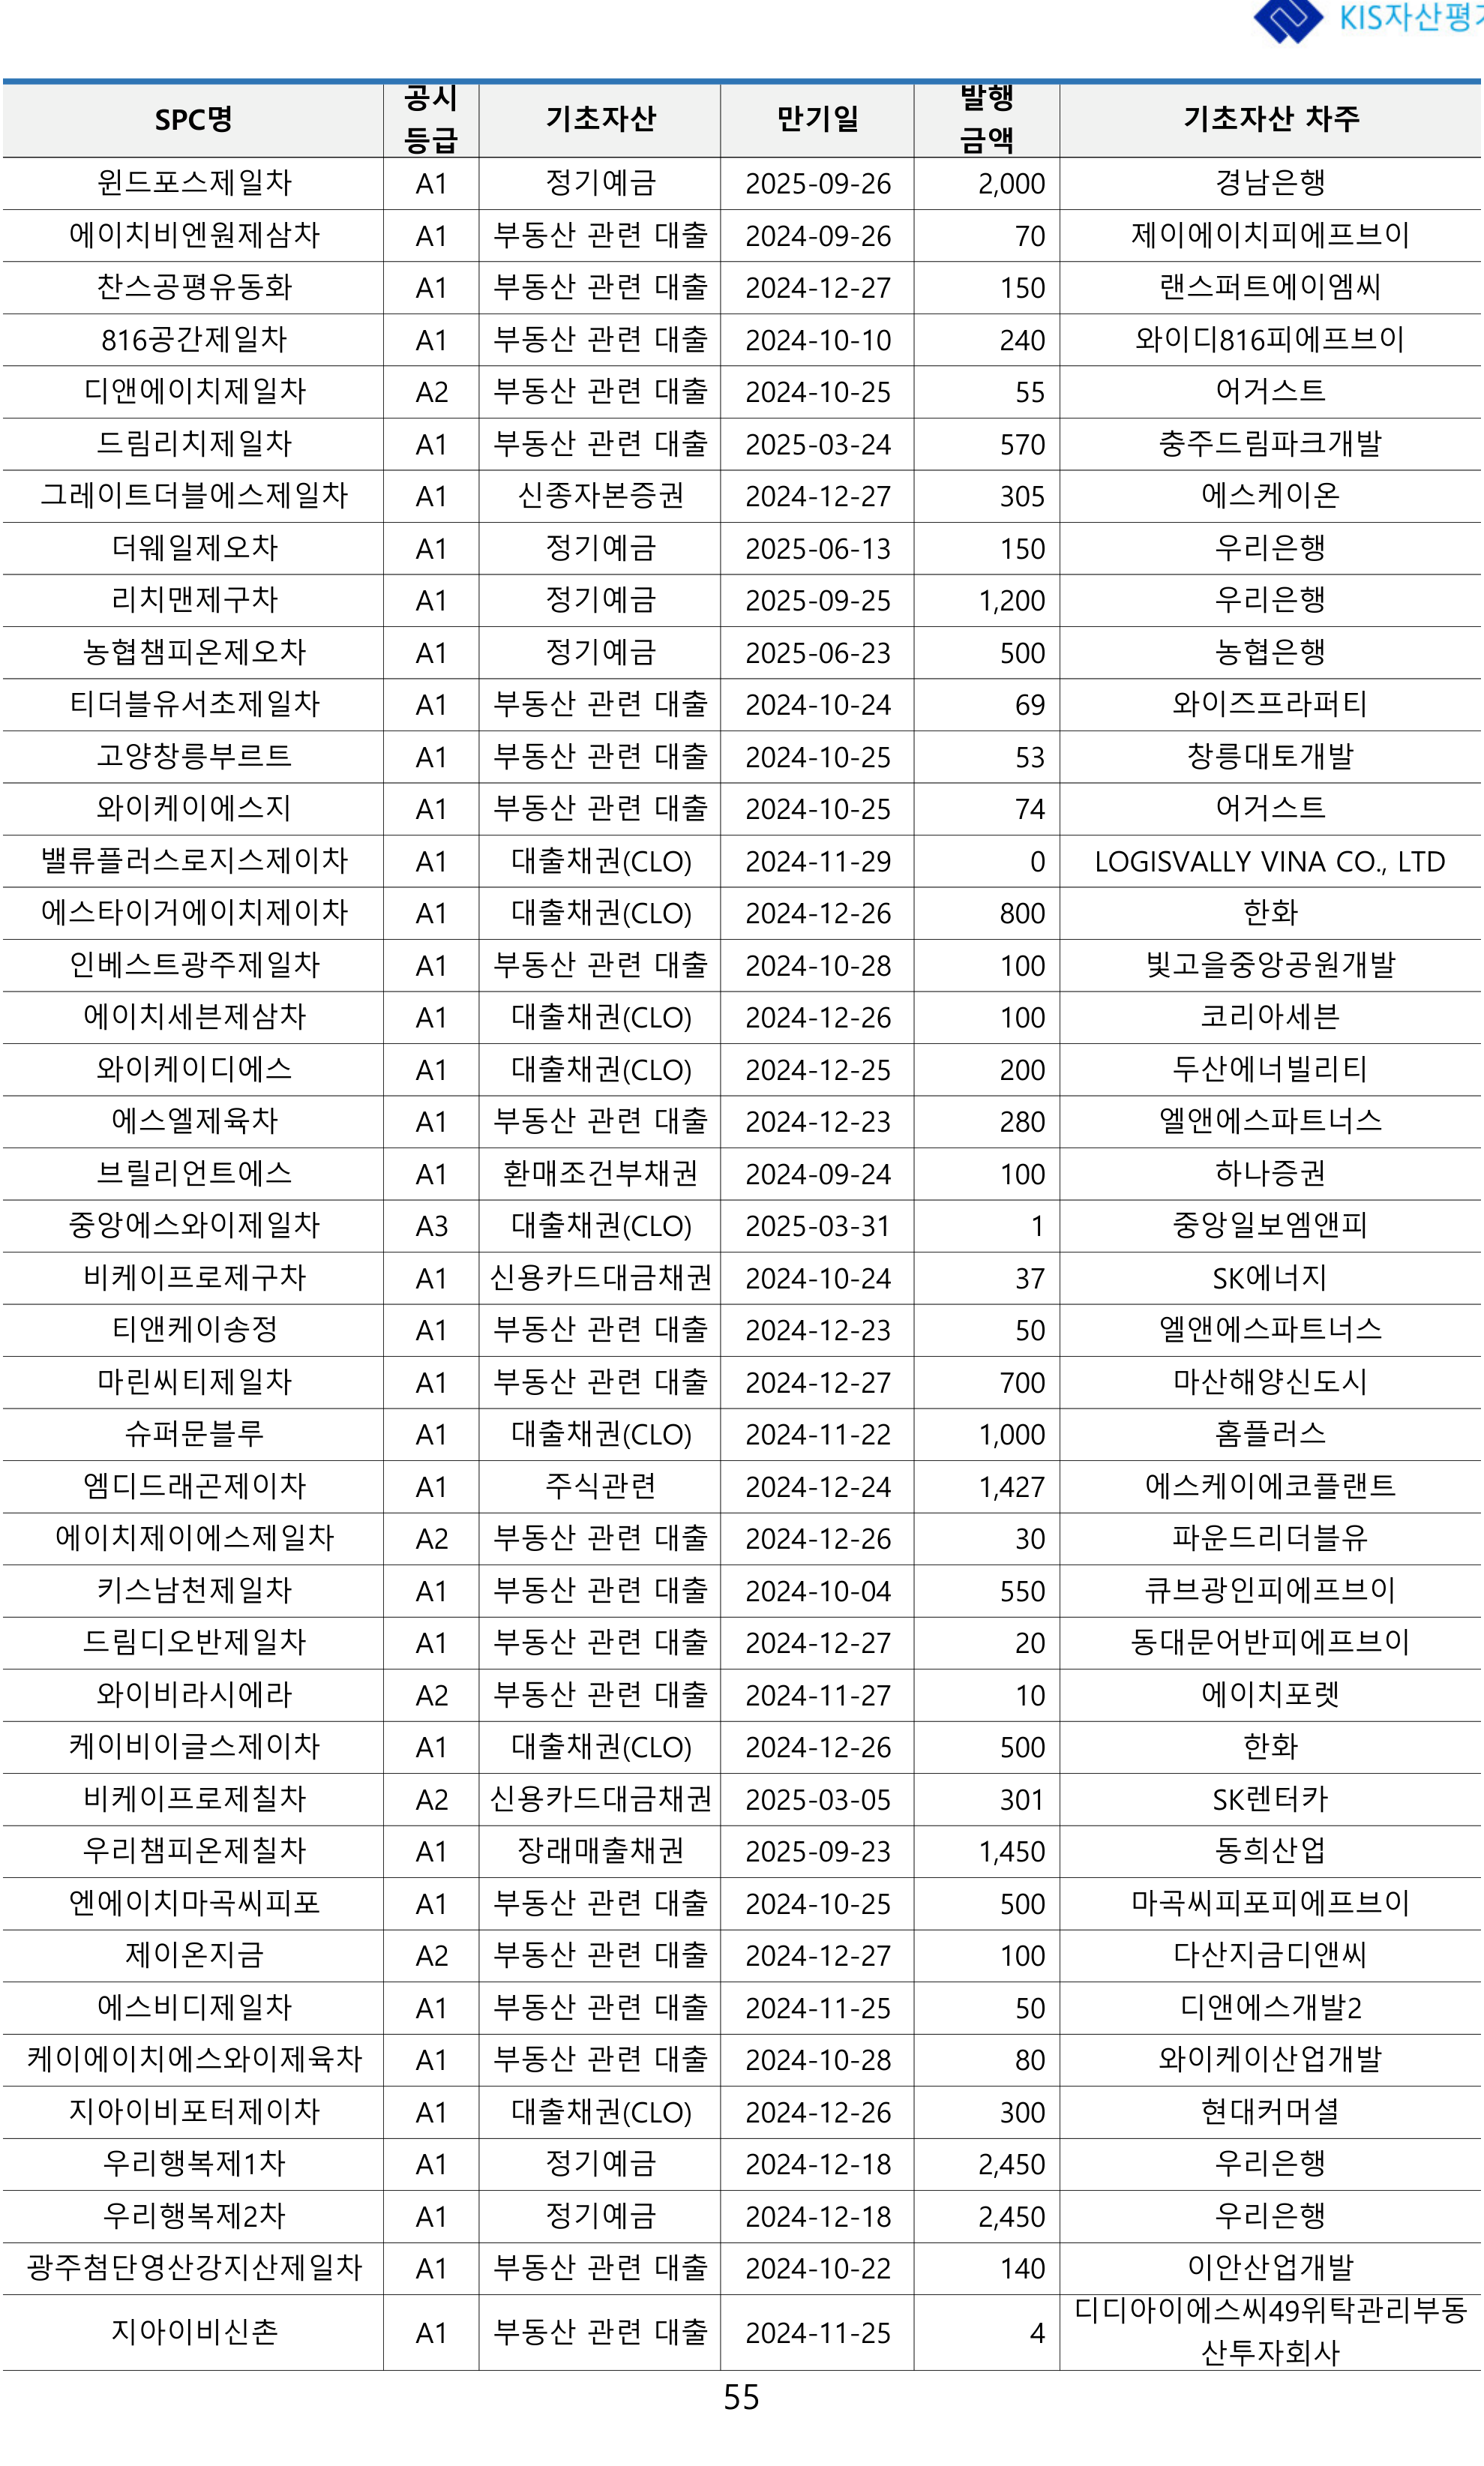 KIS자산평가
SPC명 공시 등급 기초자산 만기일 발행 금액 기초자산 차주
윈드포스제일차 A1 정기예금 2025-09-26 2,000 경남은행
에이치비엔원제삼차 A1 부동산 관련 대출 2024-09-26 70 제이에이치피에프브이
찬스공평유동화 A1 부동산 관련 대출 2024-12-27 150 랜스퍼트에이엠씨
816공간제일차 A1 부동산 관련 대출 2024-10-10 240 와이디816피에프브이
디앤에이치제일차 A2 부동산 관련 대출 2024-10-25 55 어거스트
드림리치제일차 A1 부동산 관련 대출 2025-03-24 570 충주드림파크개발
그레이트더블에스제일차 A1 신종자본증권 2024-12-27 305 에스케이온
더웨일제오차 A1 정기예금 2025-06-13 150 우리은행
리치맨제구차 A1 정기예금 2025-09-25 1,200 우리은행
농협챔피온제오차 A1 정기예금 2025-06-23 500 농협은행
티더블유서초제일차 A1 부동산 관련 대출 2024-10-24 69 와이즈프라퍼티
고양창릉부르트 A1 부동산 관련 대출 2024-10-25 53 창릉대토개발
와이케이에스지 A1 부동산 관련 대출 2024-10-25 74 어거스트
밸류플러스로지스제이차 A1 대출채권(CLO) 2024-11-29 0 LOGISVALLY VINA CO., LTD
에스타이거에이치제이차 A1 대출채권(CLO) 2024-12-26 800 한화
인베스트광주제일차 A1 부동산 관련 대출 2024-10-28 100 빛고을중앙공원개발
에이치세븐제삼차 A1 대출채권(CLO) 2024-12-26 100 코리아세븐
와이케이디에스 A1 대출채권(CLO) 2024-12-25 200 두산에너빌리티
에스엘제육차 A1 부동산 관련 대출 2024-12-23 280 엘앤에스파트너스
브릴리언트에스 A1 환매조건부채권 2024-09-24 100 하나증권
중앙에스와이제일차 A3 대출채권(CLO) 2025-03-31 1 중앙일보엠앤피
비케이프로제구차 A1 신용카드대금채권 2024-10-24 37 SK에너지
티앤케이송정 A1 부동산 관련 대출 2024-12-23 50 엘앤에스파트너스
마린씨티제일차 A1 부동산 관련 대출 2024-12-27 700 마산해양신도시
슈퍼문블루 A1 대출채권(CLO) 2024-11-22 1,000 홈플러스
엠디드래곤제이차 A1 주식관련 2024-12-24 1,427 에스케이에코플랜트
에이치제이에스제일차 A2 부동산 관련 대출 2024-12-26 30 파운드리더블유
키스남천제일차 A1 부동산 관련 대출 2024-10-04 550 큐브광인피에프브이
드림디오반제일차 A1 부동산 관련 대출 2024-12-27 20 동대문어반피에프브이
와이비라시에라 A2 부동산 관련 대출 2024-11-27 10 에이치포렛
케이비이글스제이차 A1 대출채권(CLO) 2024-12-26 500 한화
비케이프로제칠차 A2 신용카드대금채권 2025-03-05 301 SK렌터카
우리챔피온제칠차 A1 장래매출채권 2025-09-23 1,450 동희산업
엔에이치마곡씨피포 A1 부동산 관련 대출 2024-10-25 500 마곡씨피포피에프브이
제이온지금 A2 부동산 관련 대출 2024-12-27 100 다산지금디앤씨
에스비디제일차 A1 부동산 관련 대출 2024-11-25 50 디앤에스개발2
케이에이치에스와이제육차 A1 부동산 관련 대출 2024-10-28 80 와이케이산업개발
지아이비포터제이차 A1 대출채권(CLO) 2024-12-26 300 현대커머셜
우리행복제1차 A1 정기예금 2024-12-18 2,450 우리은행
우리행복제2차 A1 정기예금 2024-12-18 2,450 우리은행
광주첨단영산강지산제일차 A1 부동산 관련 대출 2024-10-22 140 이안산업개발
지아이비신촌 A1 부동산 관련 대출 2024-11-25 4 디디아이에스씨49위탁관리부동
산투자회사
55